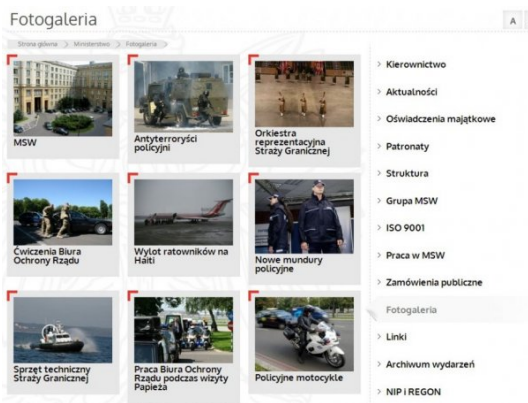 Fotogaleria
A
Strona główna
Ministerstwo
Fotogaleria
MSW
Antyterroryści
policyjni
Orkiestra
reprezentacyjna
Straży Granicznej
Ćwiczenia Biura
Ochrony Rządu
Wylot ratowników na
Haiti
Nowe mundury
policyjne
Sprzęt techniczny
Straży Granicznej
Praca Biura Ochrony
Rządu podczas wizyty
Papieża
Policyjne motocykle
Kierownictwo
Aktualności
Oświadczenia majątkowe
Patronaty
Struktura
Grupa MSW
ISO 9001
Praca w MSW
Zamówienia publiczne
Fotogaleria
Linki
Archiwum wydarzeń
NIP i REGON